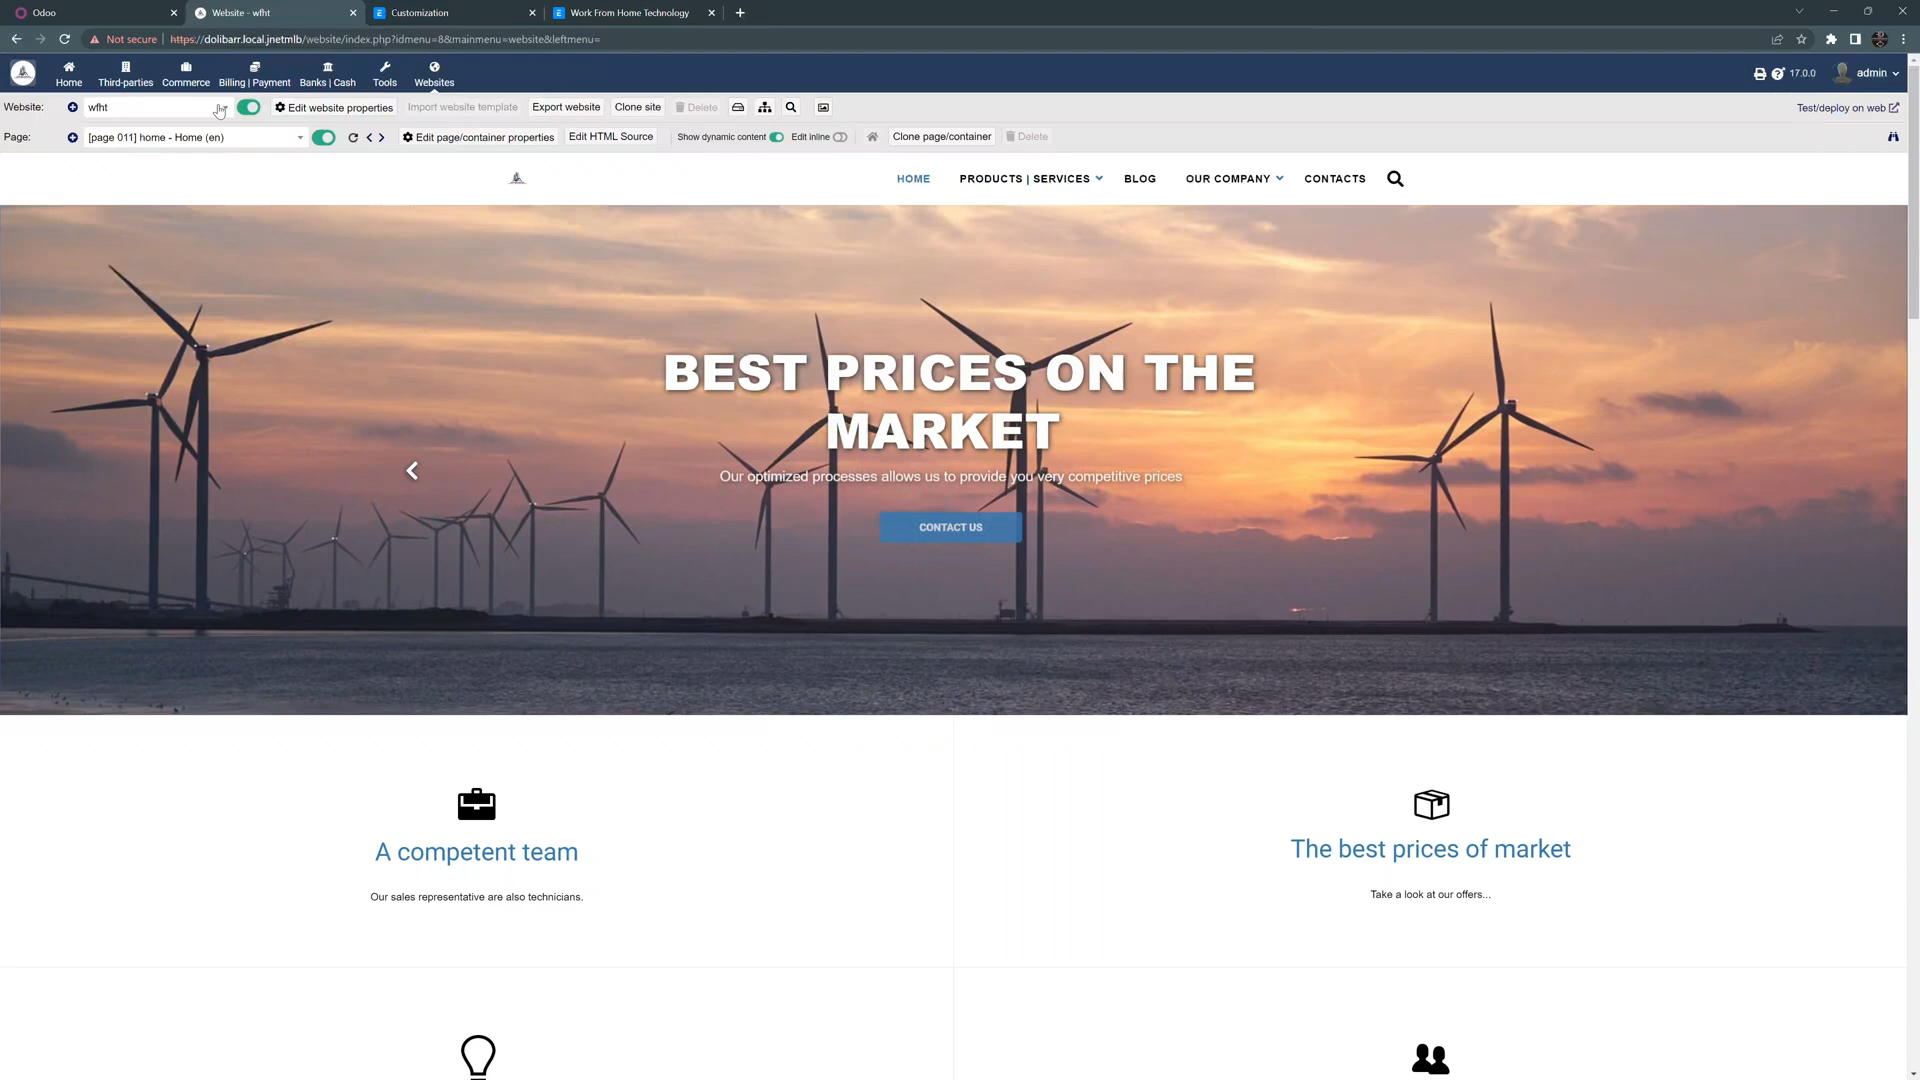 Odoo
Website - wfht
Customization
Work From Home Technology
Not secure
https://dolibarr.local.jnetmlb/website/index.php?idmenu=8&mainmenu=website&leftmenu=
Home
Third-parties
Commerce
Billing | Payment
Banks | Cash
Tools
Websites
17.0.0
admin
Website:
wfht
Edit website properties
Import website template
Export website
Clone site
Delete
Test/deploy on web
Page:
[page 011] home - Home (en)
Edit page/container properties
Edit HTML Source
Show dynamic content
Edit inline
Clone page/container
Delete
HOME
PRODUCTS | SERVICES
BLOG
OUR COMPANY
CONTACTS
BEST PRICES ON THE
MARKET
Our optimized processes allows us to provide you very competitive prices
CONTACT US
A competent team
Our sales representative are also technicians.
The best prices of market
Take a look at our offers...